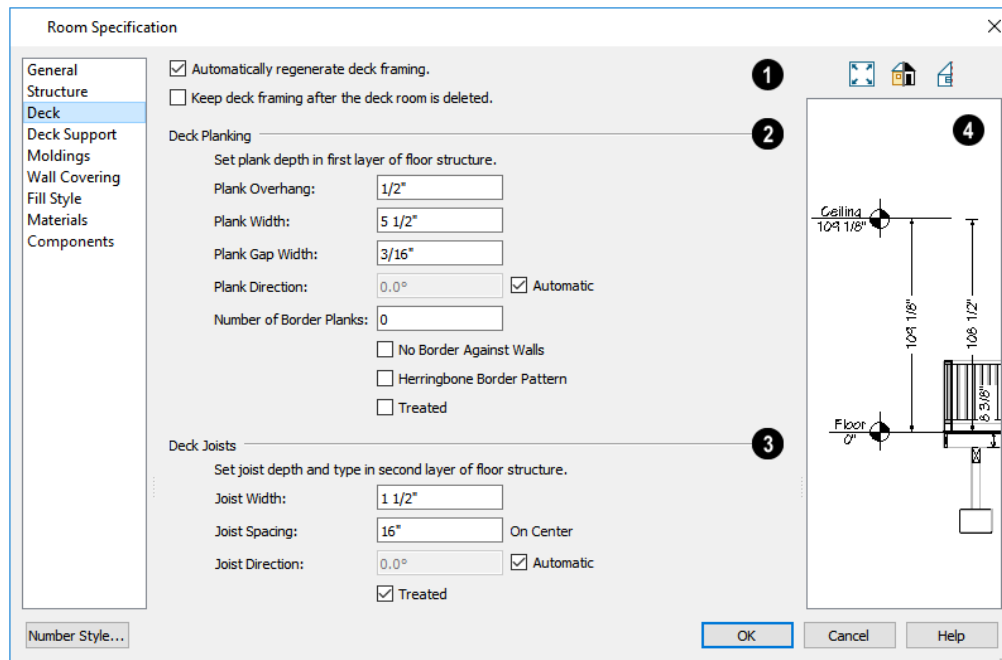 Room Specification
General
Structure
Deck
Deck Support
Moldings
Wall Covering
Fill Style
Materials
Components
Automatically regenerate deck framing.
Keep deck framing after the deck room is deleted.
1
Deck Planking
2
Set plank depth in first layer of floor structure.
Plank Overhang: 1/2"
Plank Width: 5 1/2"
Plank Gap Width: 3/16"
Plank Direction: 0.0° Automatic
Number of Border Planks: 0
No Border Against Walls
Herringbone Border Pattern
Treated
Deck Joists
3
Set joist depth and type in second layer of floor structure.
Joist Width: 1 1/2"
Joist Spacing: 16" On Center
Joist Direction: 0.0° Automatic
Treated
4
Ceiling
109 1/8"
109 1/8"
108 1/2"
8 3/8"
Floor
0"
Number Style...
OK
Cancel
Help